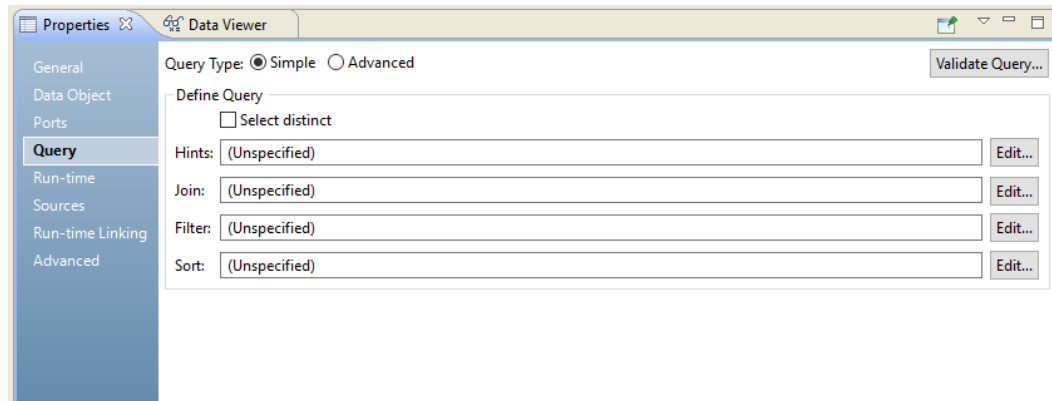 Properties
Data Viewer
General
Data Object
Ports
Query
Run-time
Sources
Run-time Linking
Advanced
Query Type: Simple Advanced
Validate Query...
Define Query
Select distinct
Hints: (Unspecified) Edit...
Join: (Unspecified) Edit...
Filter: (Unspecified) Edit...
Sort: (Unspecified) Edit...